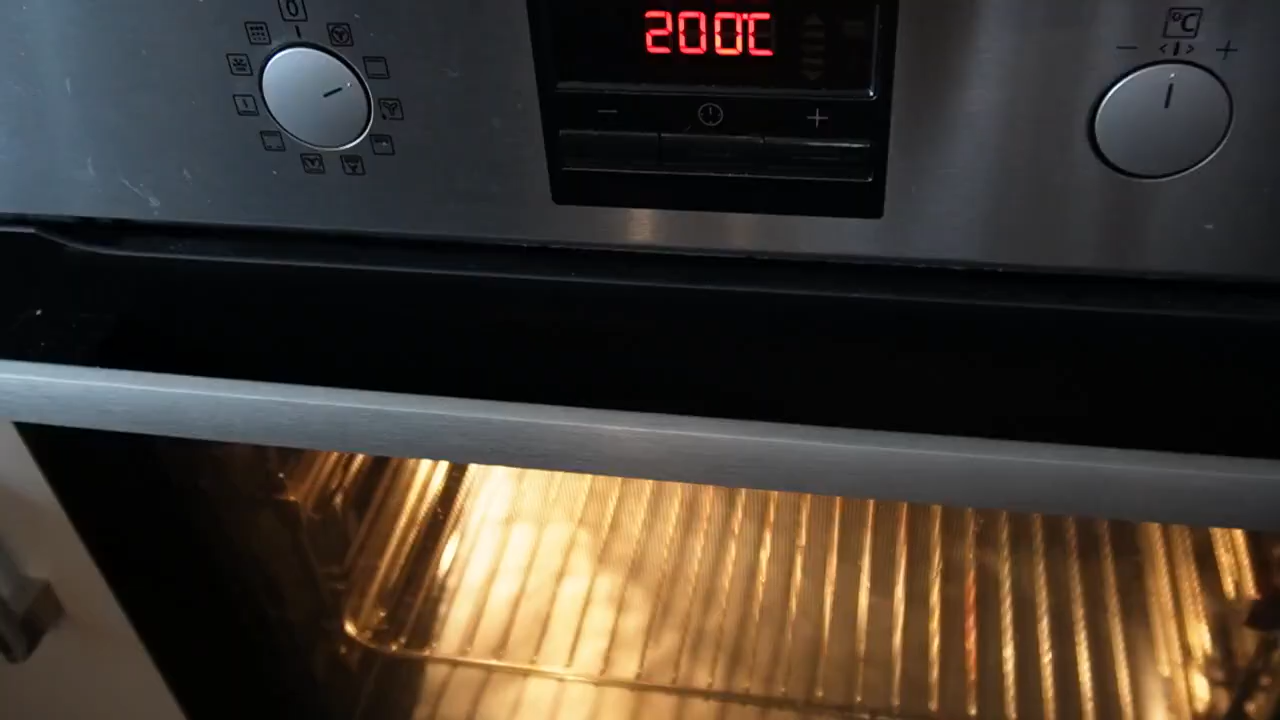 0
200°C
°C
- < I > +
- +